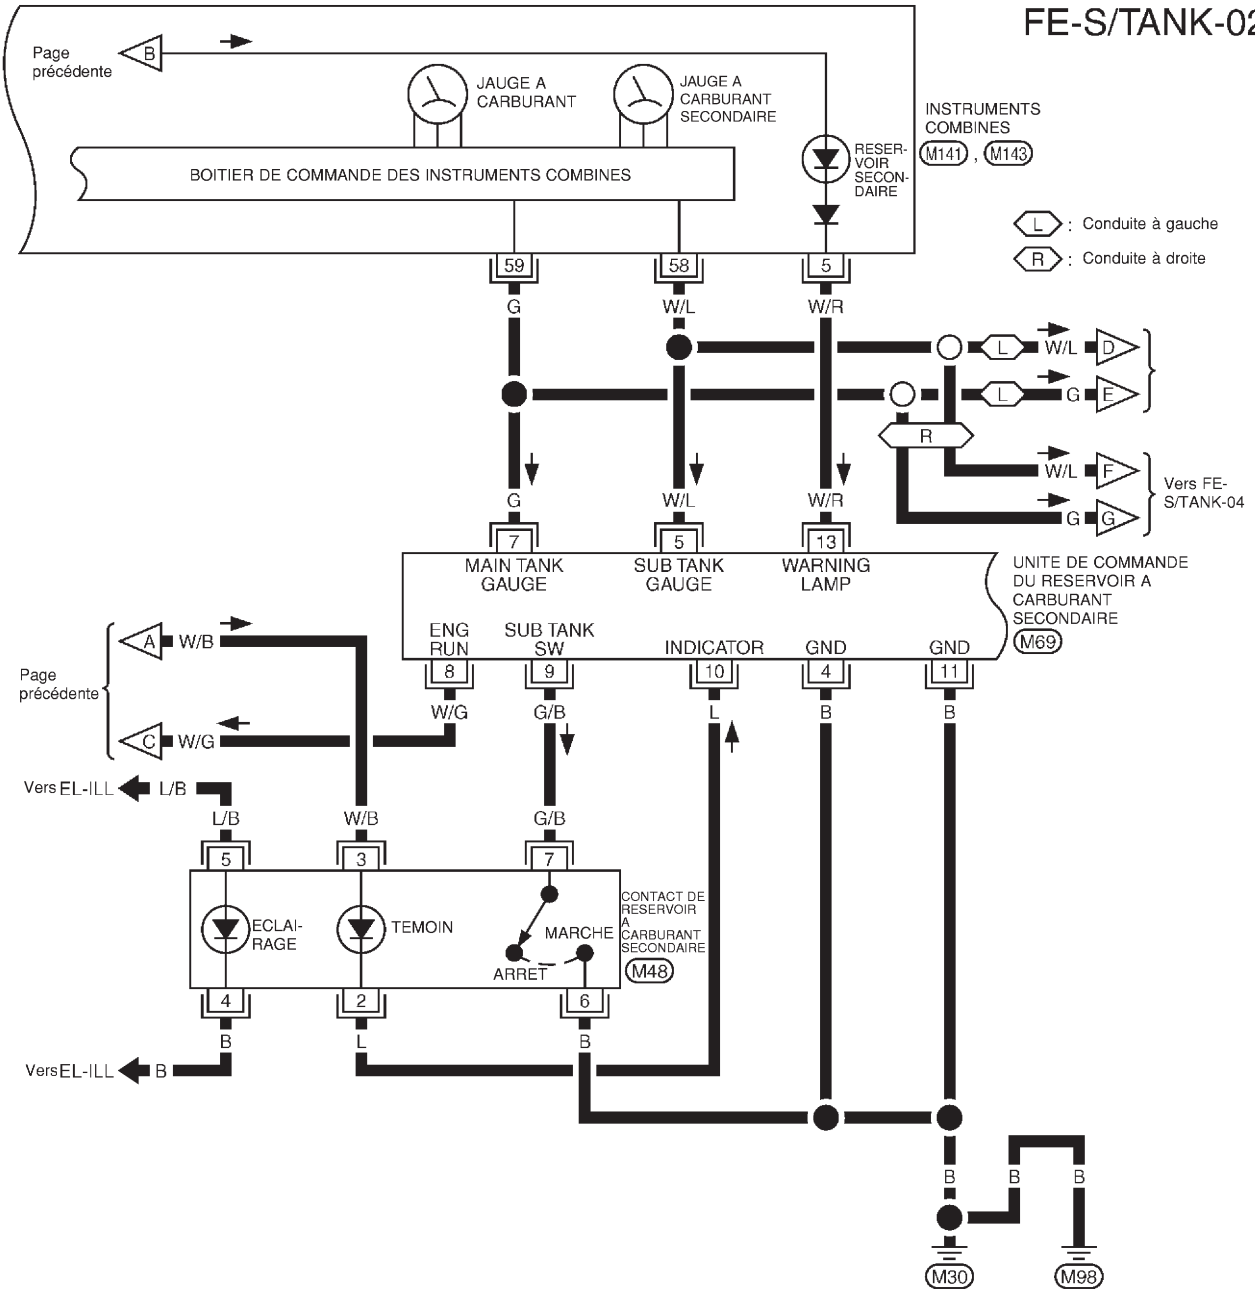 FE-S/TANK-02
Page
précédente
B
JAUGE A
CARBURANT
JAUGE A
CARBURANT
SECONDAIRE
INSTRUMENTS
COMBINES
M141 , M143
RESER-
VOIR
SECON-
DAIRE
BOITIER DE COMMANDE DES INSTRUMENTS COMBINES
L : Conduite à gauche
R : Conduite à droite
59 58 5
G W/L W/R
L W/L D
L G E
R
W/L F
G G
Vers FE-
S/TANK-04
G W/L W/R
7 5 13
MAIN TANK
GAUGE
SUB TANK
GAUGE
WARNING
LAMP
UNITE DE COMMANDE
DU RESERVOIR A
CARBURANT
SECONDAIRE
M69
ENG
RUN
SUB TANK
SW
INDICATOR
GND
GND
8 9 10 4 11
W/G G/B L B B
Page
précédente
A W/B
C W/G
Vers EL-ILL L/B
L/B W/B G/B
5 3 7
ECLAI-
RAGE
TEMOIN
MARCHE
ARRET
CONTACT DE
RESERVOIR
A
CARBURANT
SECONDAIRE
M48
4 2 6
B L B
Vers EL-ILL B
B B B
M30 M98